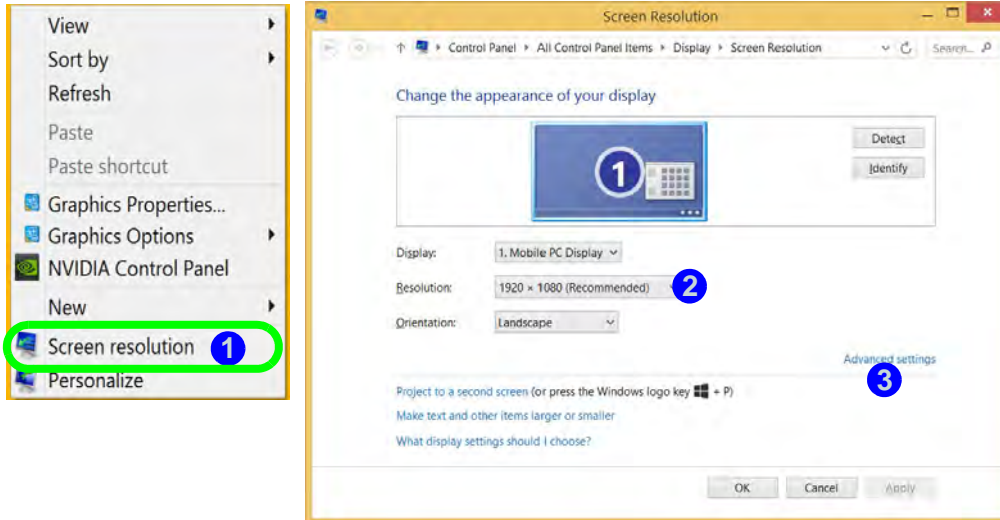 View
Sort by
Refresh
Paste
Paste shortcut
Graphics Properties...
Graphics Options
NVIDIA Control Panel
New
Screen resolution 1
Personalize
Screen Resolution
Control Panel ▸ All Control Panel Items ▸ Display ▸ Screen Resolution
Search...
Change the appearance of your display
1
Detect
Identify
Display: 1. Mobile PC Display
Resolution: 1920 × 1080 (Recommended) 2
Orientation: Landscape
Advanced settings
3
Project to a second screen (or press the Windows logo key + P)
Make text and other items larger or smaller
What display settings should I choose?
OK Cancel Apply